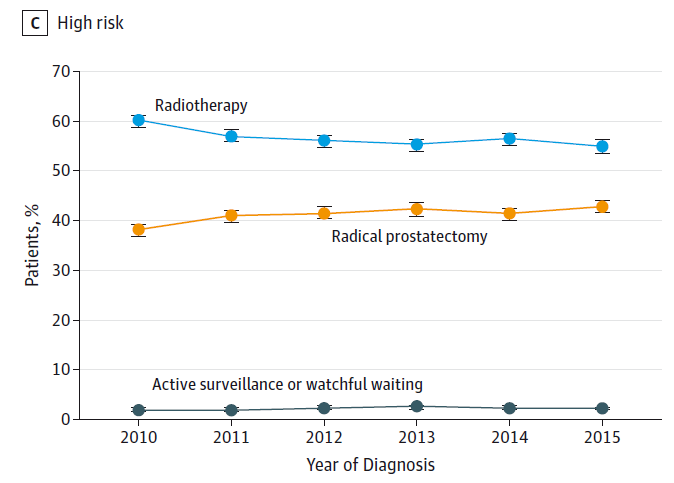 C High risk
70
60
50
40
30
20
10
0
Patients, %
Radiotherapy
Radical prostatectomy
Active surveillance or watchful waiting
2010 2011 2012 2013 2014 2015
Year of Diagnosis